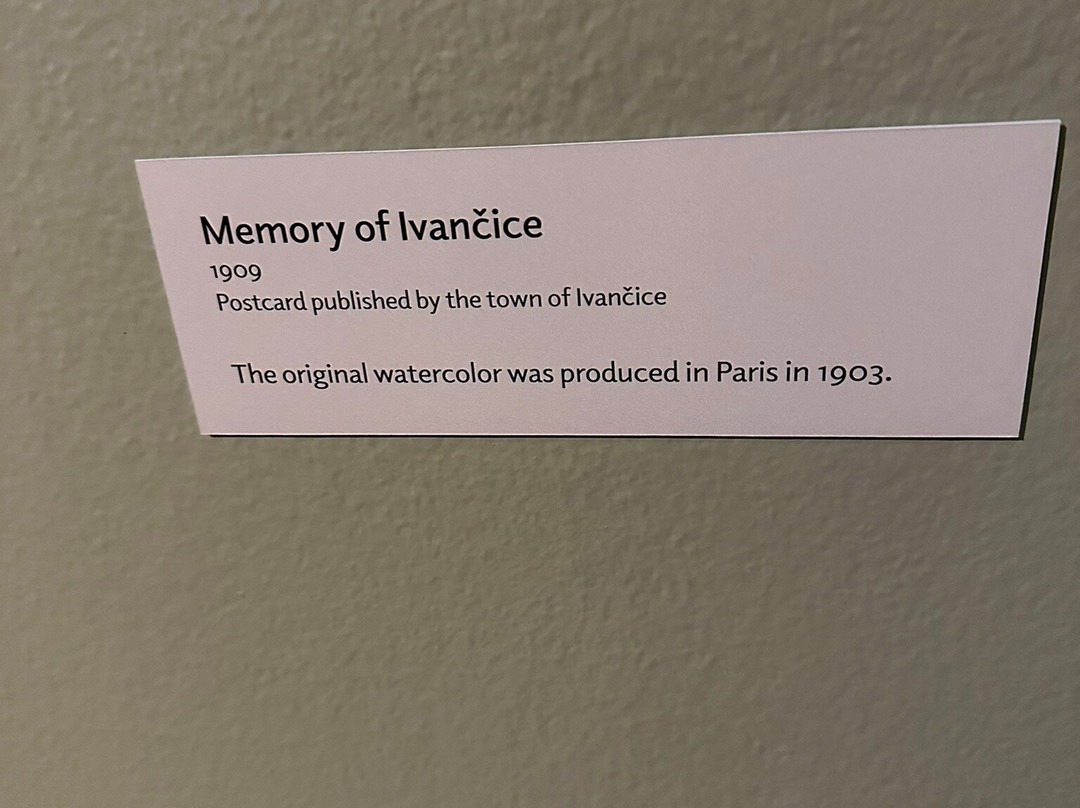 Memory of Ivančice
1909
Postcard published by the town of Ivančice
The original watercolor was produced in Paris in 1903.